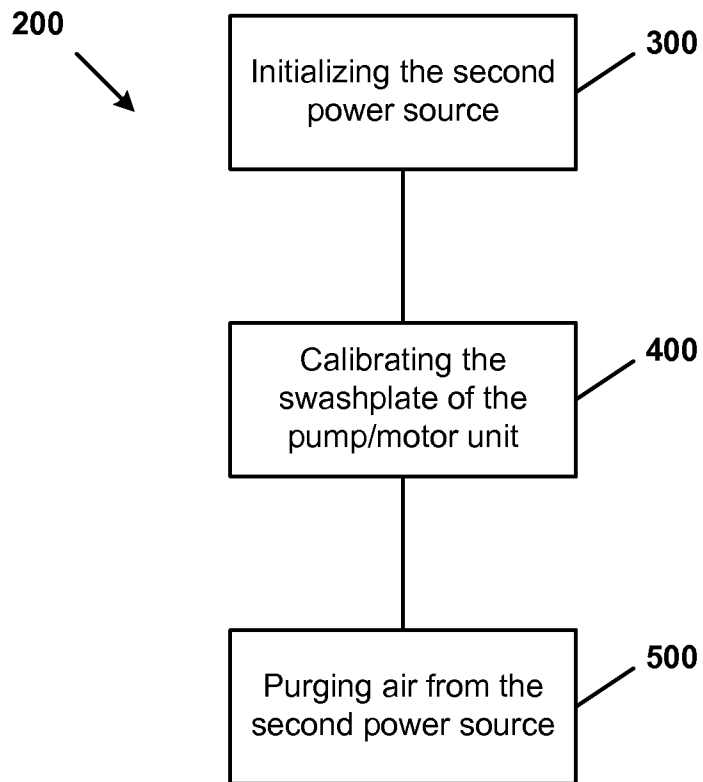 200
Initializing the second
power source
300
Calibrating the
swashplate of the
pump/motor unit
400
Purging air from the
second power source
500